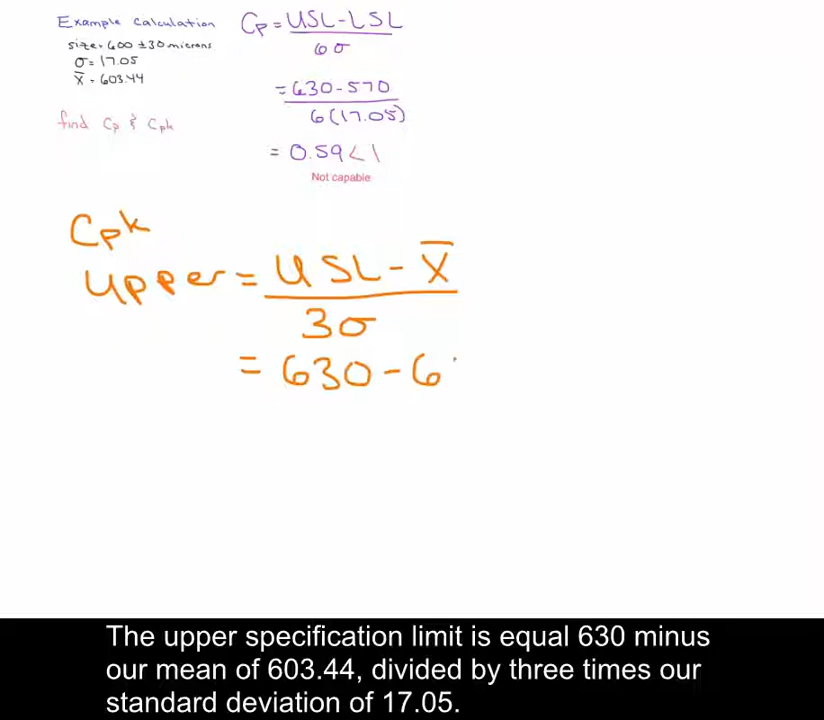 Example Calculation
size = 600 ±30 microns
σ = 17.05
X̄ = 603.44
find Cp & Cpk
Cp = USL-LSL
6σ
= 630-570
6(17.05)
= 0.59 < 1
Not capable
Cpk
upper = USL - X̄
3σ
= 630 - 6
The upper specification limit is equal 630 minus
our mean of 603.44, divided by three times our
standard deviation of 17.05.